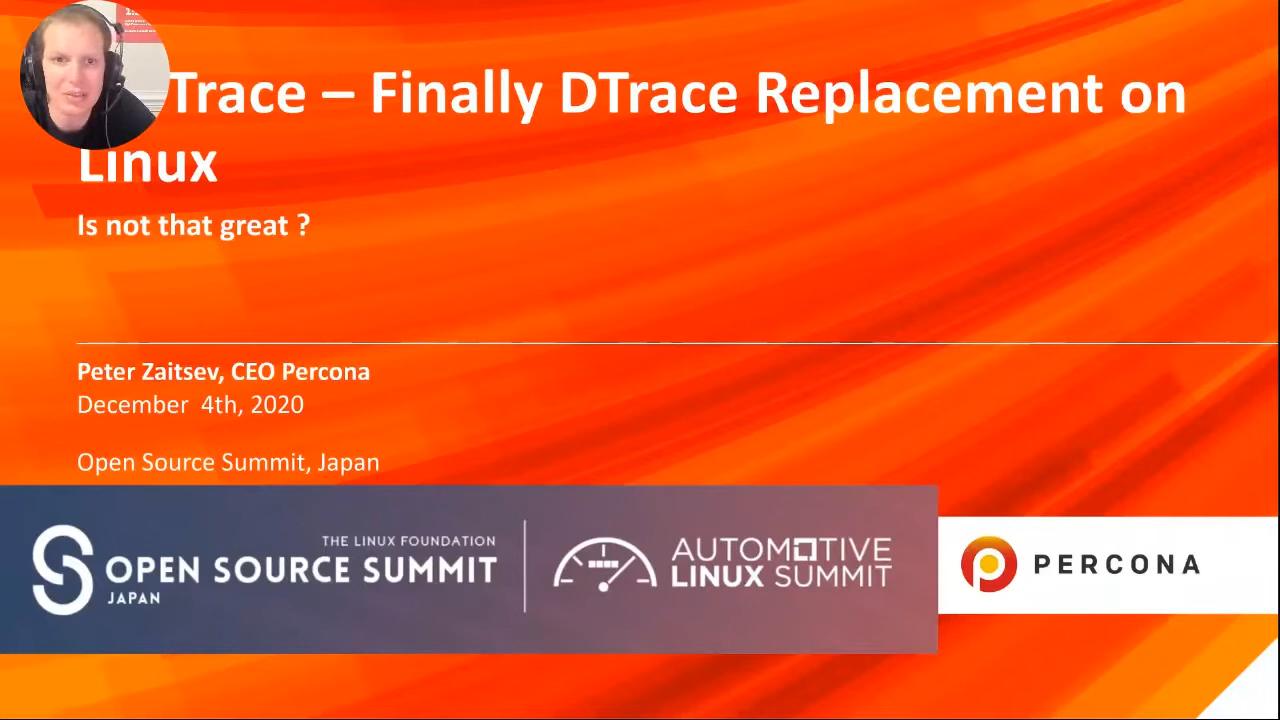 Trace – Finally DTrace Replacement on
Linux
Is not that great ?
Peter Zaitsev, CEO Percona
December 4th, 2020
Open Source Summit, Japan
THE LINUX FOUNDATION
OPEN SOURCE SUMMIT
JAPAN
AUTOMOTIVE
LINUX SUMMIT
PERCONA